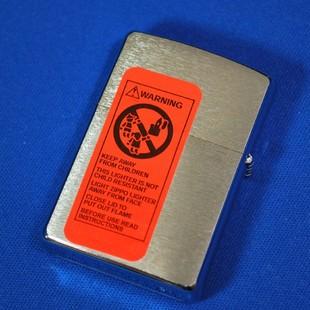 WARNING
KEEP AWAY
FROM CHILDREN
THIS LIGHTER IS NOT
CHILD RESISTANT
LIGHT ZIPPO LIGHTER
AWAY FROM FACE
CLOSE LID TO
PUT OUT FLAME
BEFORE USE READ
INSTRUCTIONS